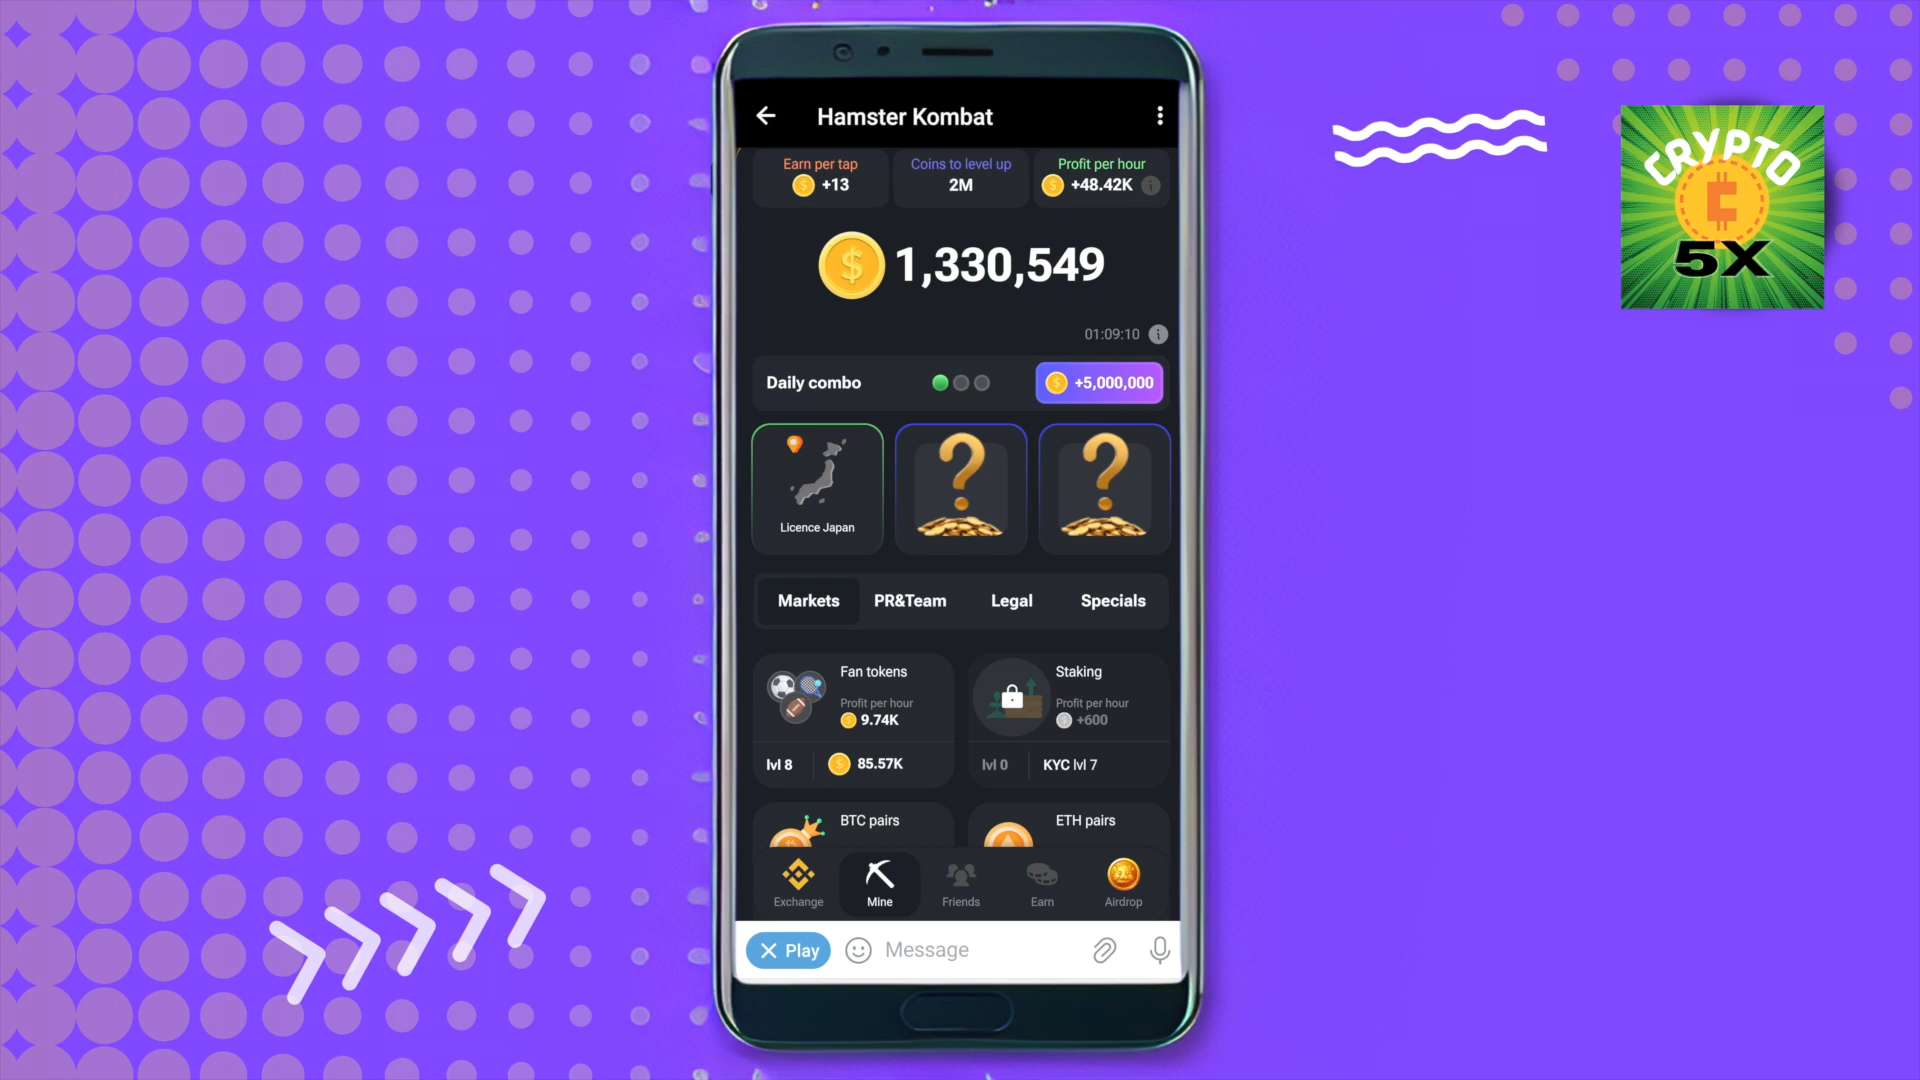 Hamster Kombat
Earn per tap
+13
Coins to level up
2M
Profit per hour
+48.42K
1,330,549
01:09:10
Daily combo
+5,000,000
Licence Japan
Markets
PR&Team
Legal
Specials
Fan tokens
Profit per hour
9.74K
lvl 8
85.57K
Staking
Profit per hour
+600
lvl 0
KYC lvl 7
BTC pairs
ETH pairs
Exchange
Mine
Friends
Earn
Airdrop
Play
Message
CRYPTO
5X